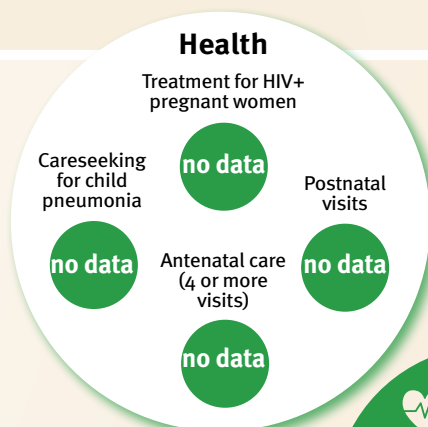 Health
Treatment for HIV+
pregnant women
no data
Careseeking
for child
pneumonia
no data
Postnatal
visits
no data
Antenatal care
(4 or more
visits)
no data